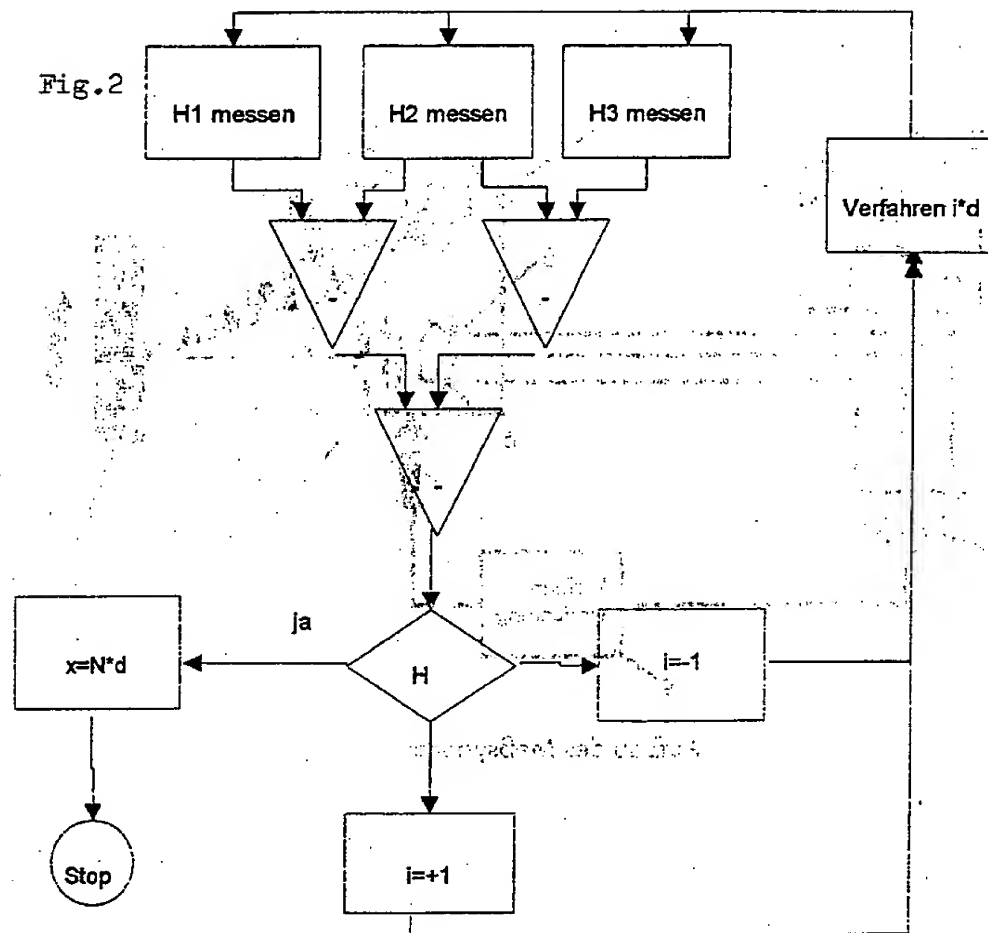 Fig.2
H1 messen
H2 messen
H3 messen
Verfahren i*d
-
-
-
ja
x=N*d
H
i=-1
Stop
i=+1